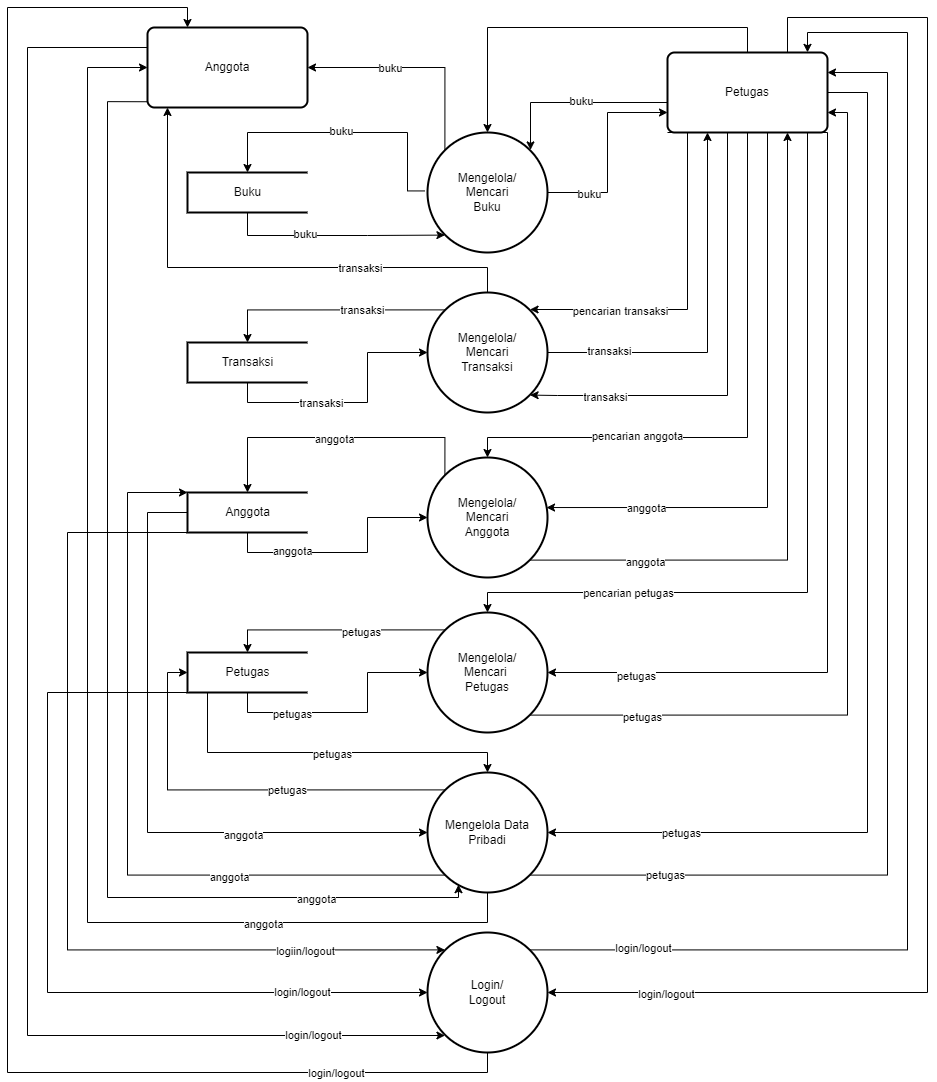 Anggota
Petugas
buku
buku
buku
Mengelola/
Mencari
Buku
Buku
buku
buku
transaksi
transaksi
pencarian transaksi
Mengelola/
Mencari
Transaksi
transaksi
Transaksi
transaksi
transaksi
anggota
pencarian anggota
Mengelola/
Mencari
Anggota
Anggota
anggota
anggota
anggota
pencarian petugas
petugas
Mengelola/
Mencari
Petugas
Petugas
petugas
petugas
petugas
petugas
petugas
Mengelola Data
Pribadi
anggota
petugas
anggota
petugas
anggota
anggota
logiin/logout
login/logout
Login/
Logout
login/logout
login/logout
login/logout
login/logout